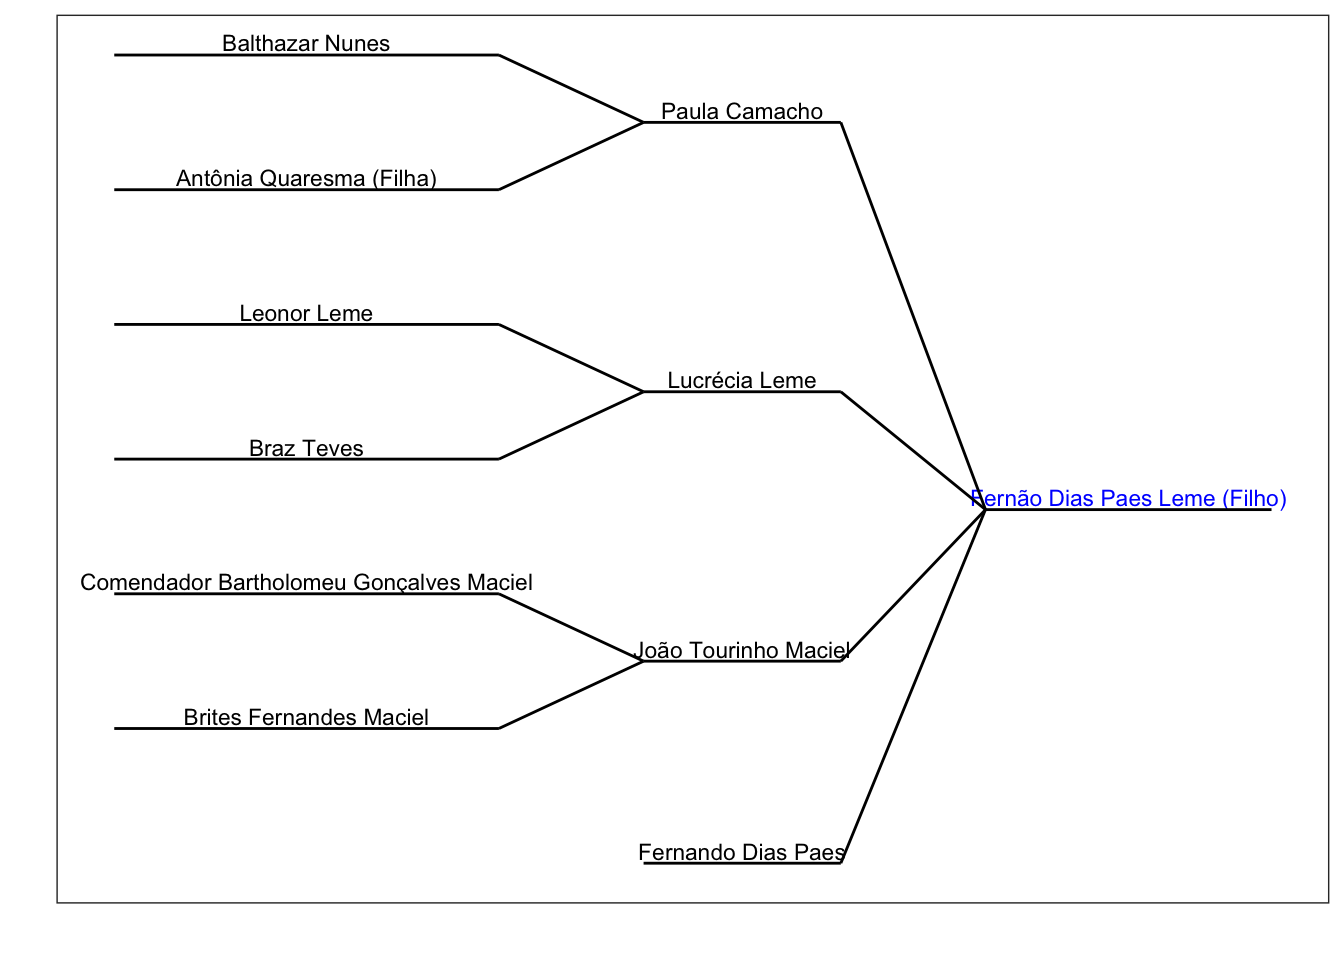 Balthazar Nunes
Paula Camacho
Antônia Quaresma (Filha)
Leonor Leme
Lucrécia Leme
Braz Teves
Fernão Dias Paes Leme (Filho)
Comendador Bartholomeu Gonçalves Maciel
João Tourinho Maciel
Brites Fernandes Maciel
Fernando Dias Paes